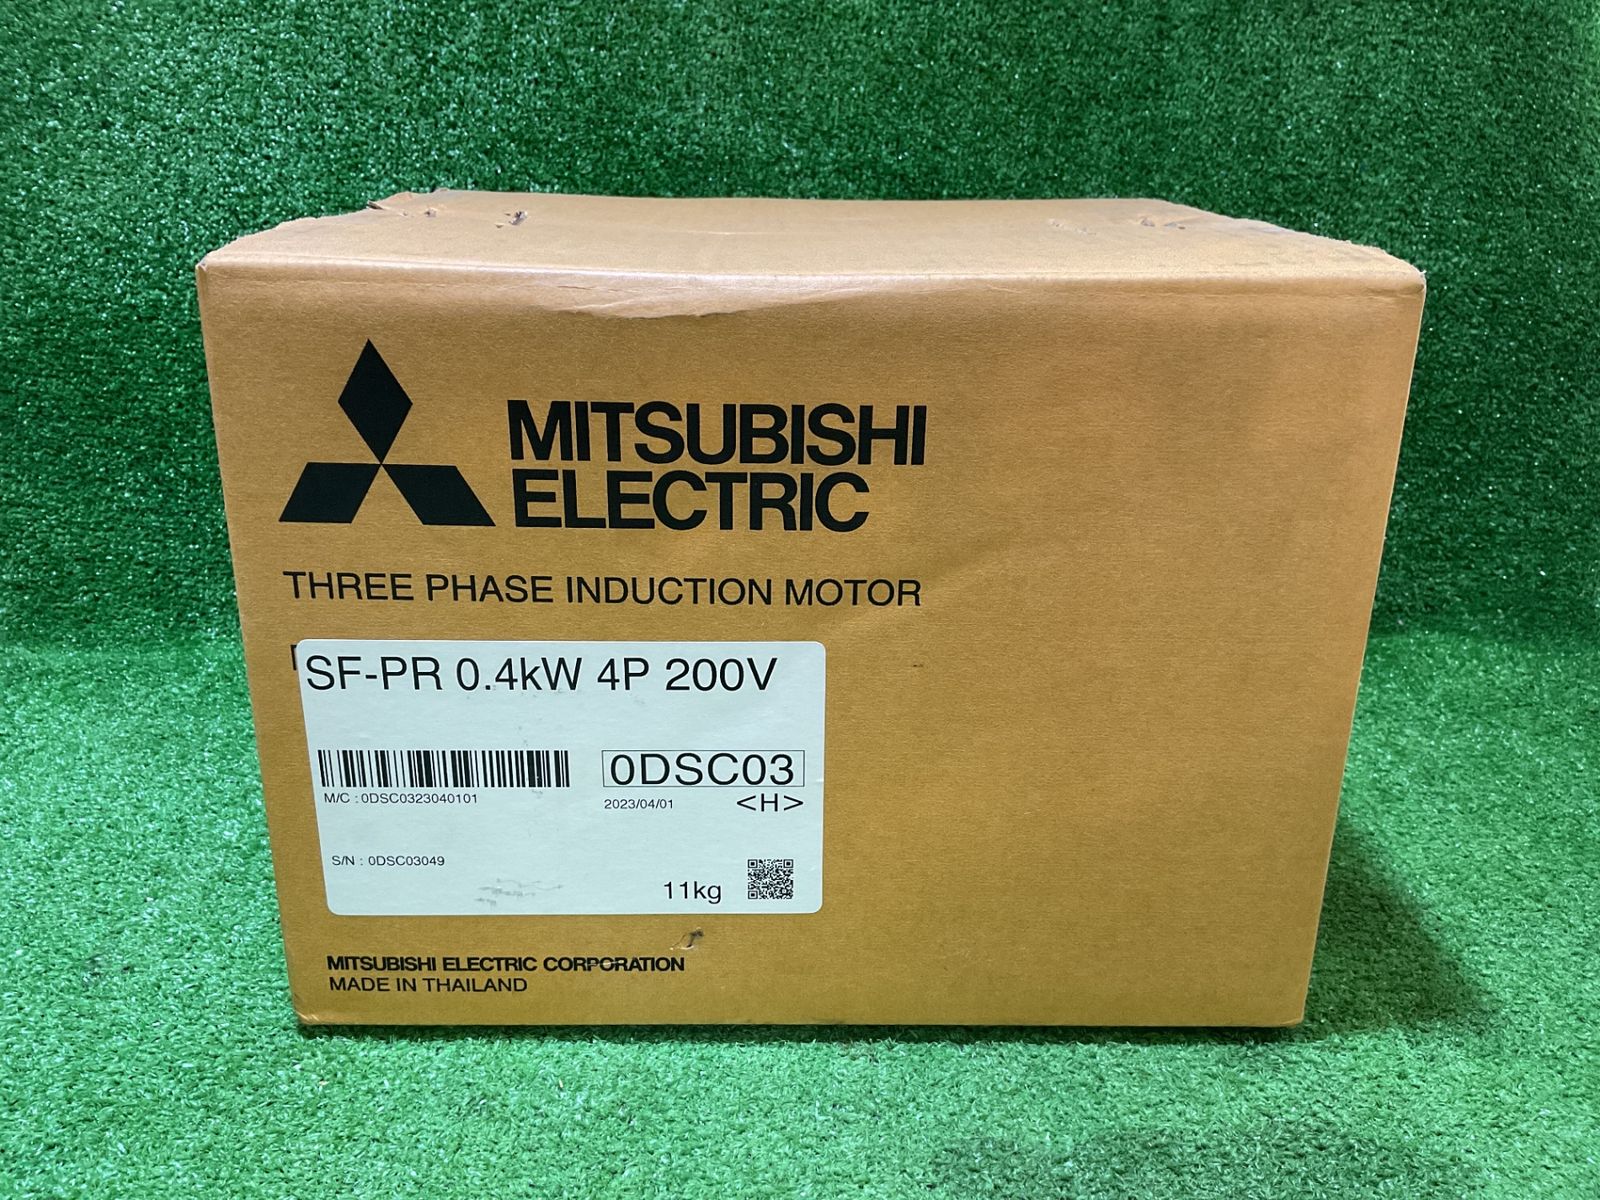 MITSUBISHI
ELECTRIC
THREE PHASE INDUCTION MOTOR
SF-PR 0.4kW 4P 200V
0DSC03
M/C : 0DSC0323040101
2023/04/01
<H>
S/N : 0DSC03049
11kg
MITSUBISHI ELECTRIC CORPORATION
MADE IN THAILAND